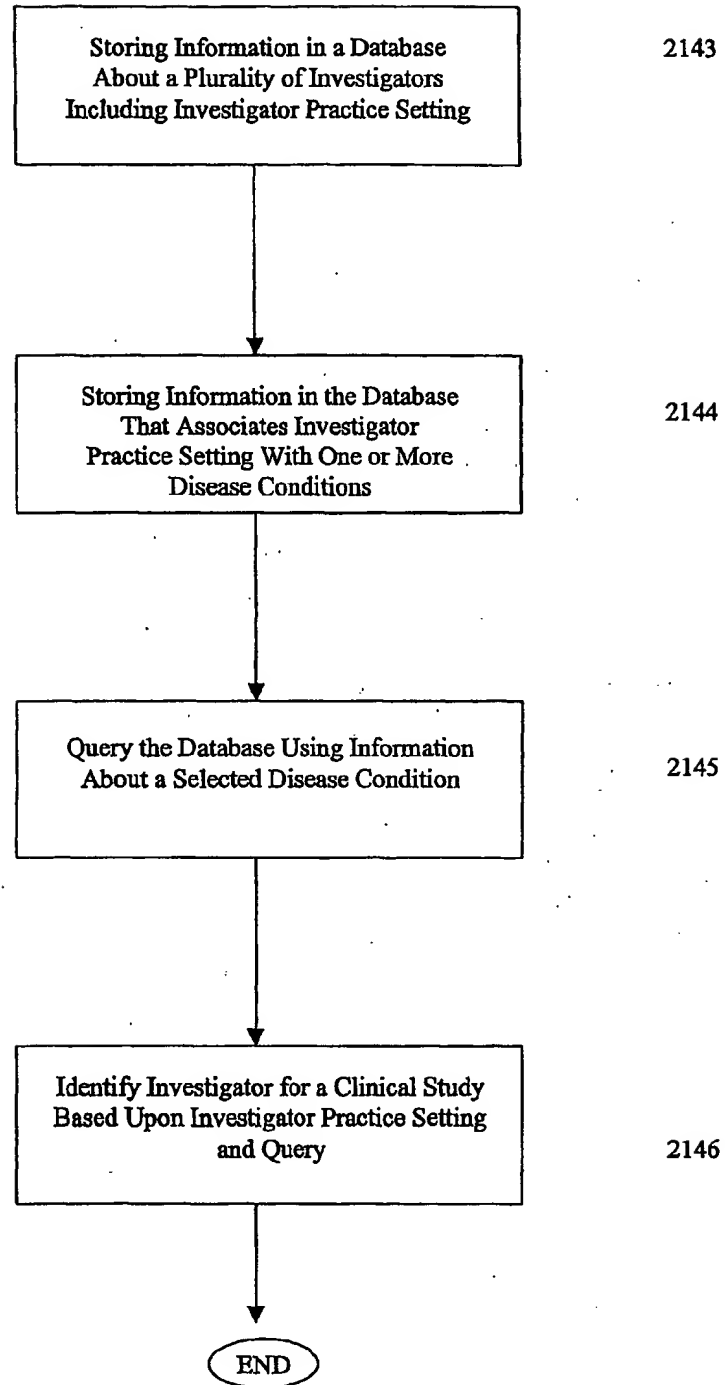 Storing Information in a Database
About a Plurality of Investigators
Including Investigator Practice Setting
2143
Storing Information in the Database
That Associates Investigator
Practice Setting With One or More
Disease Conditions
2144
Query the Database Using Information
About a Selected Disease Condition
2145
Identify Investigator for a Clinical Study
Based Upon Investigator Practice Setting
and Query
2146
END